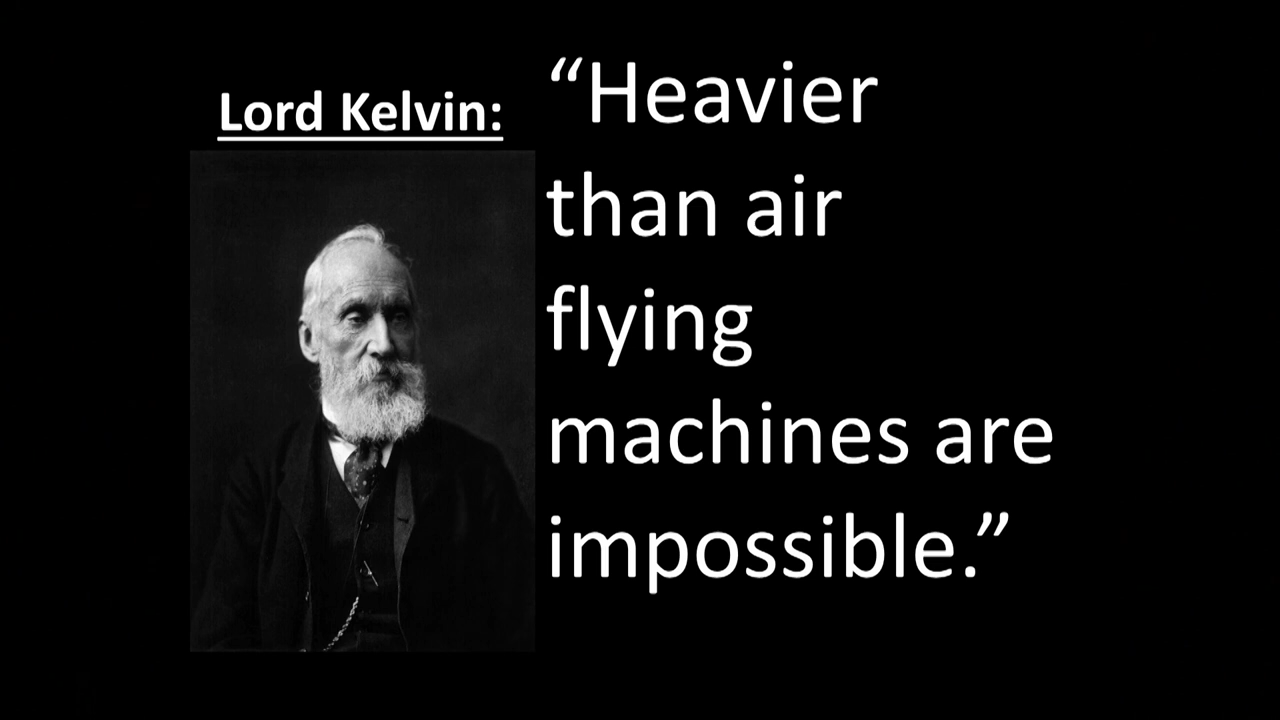 Lord Kelvin:
“Heavier
than air
flying
machines are
impossible.”